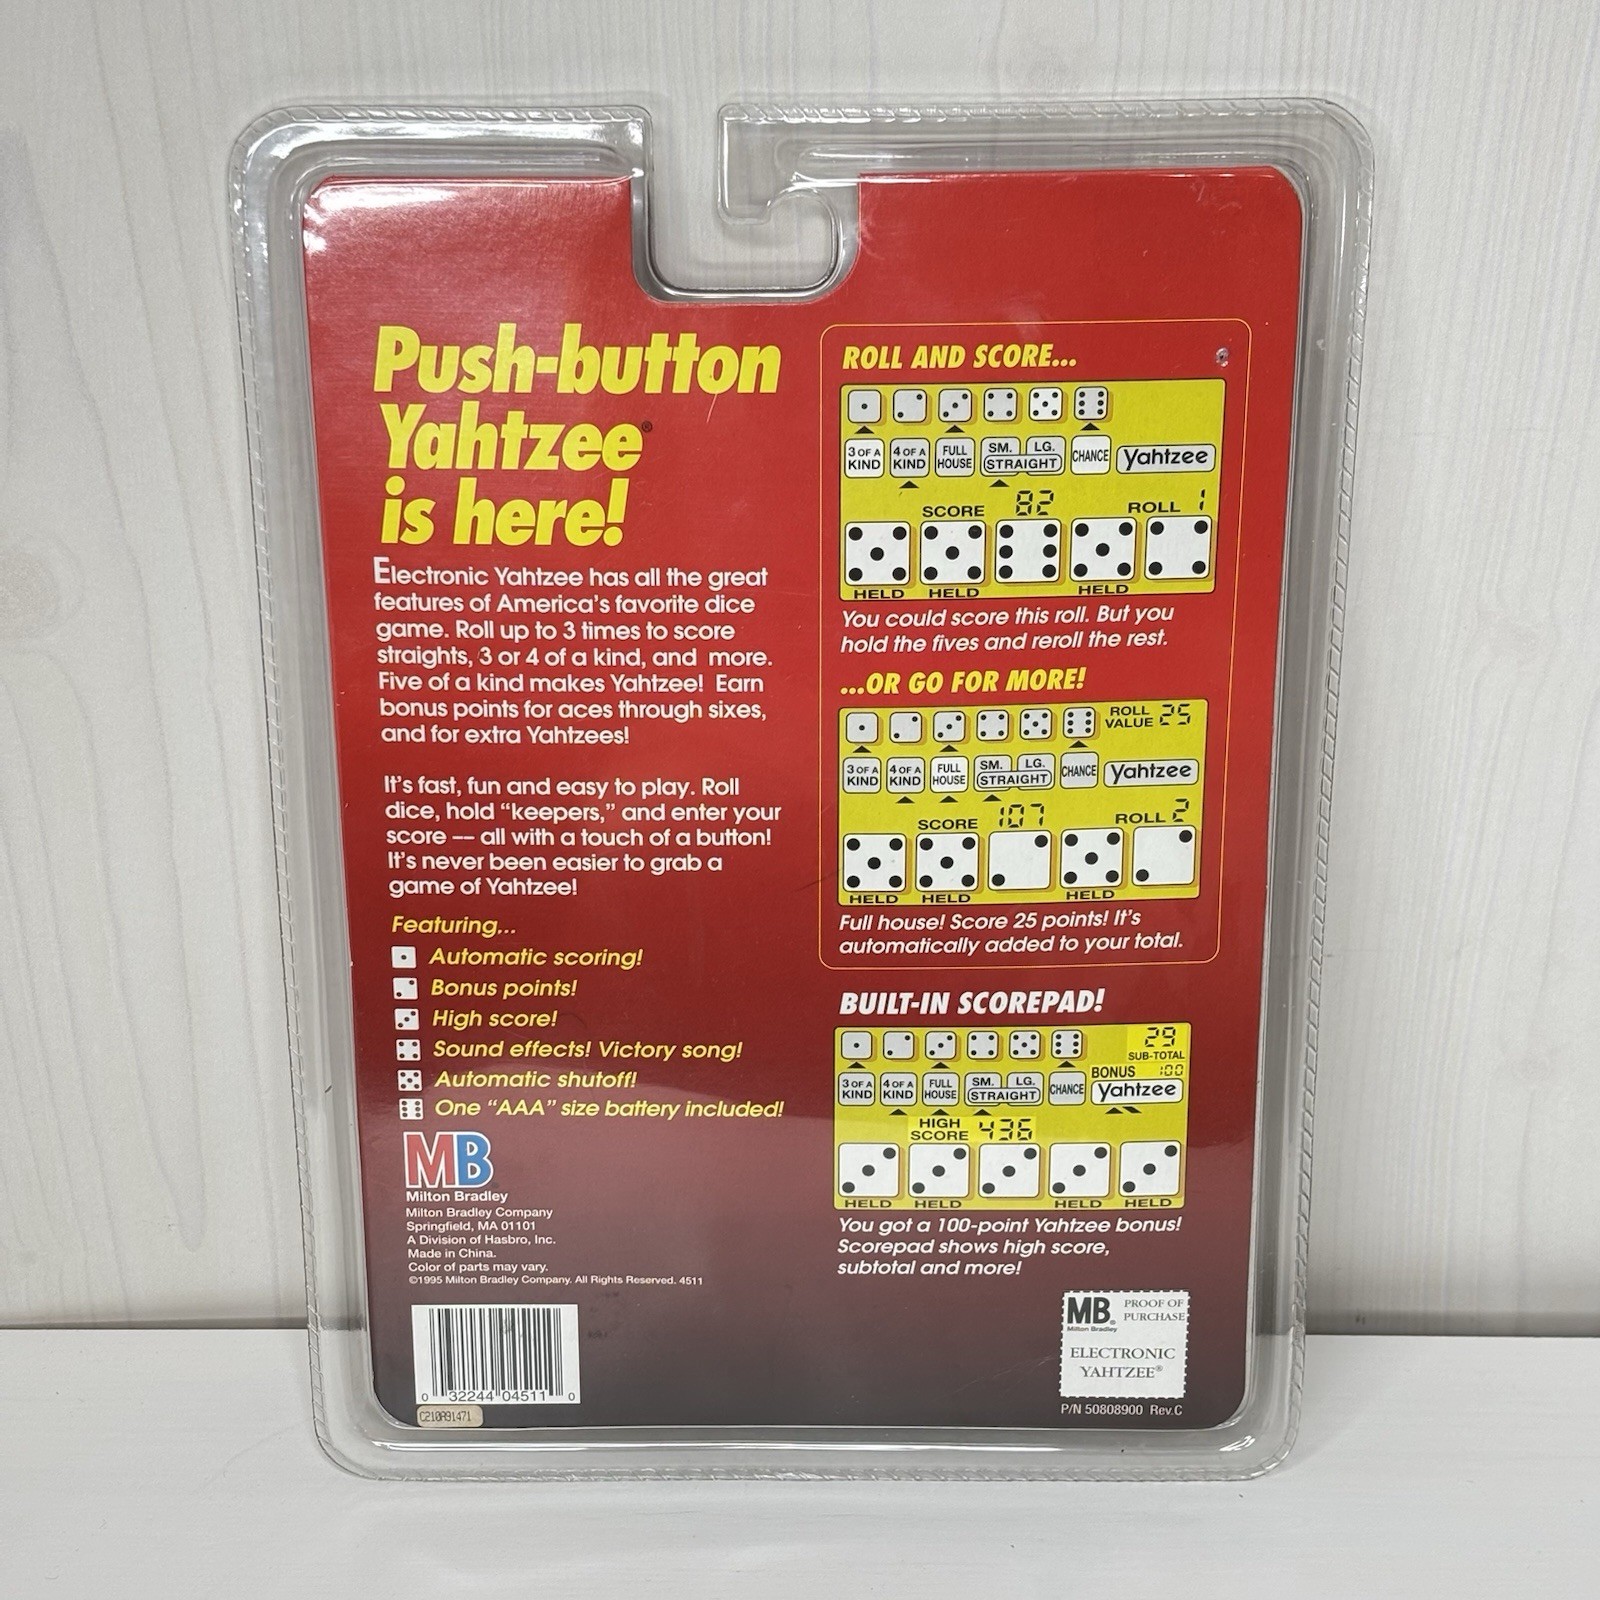 Push-button
Yahtzee®
is here!
Electronic Yahtzee has all the great
features of America's favorite dice
game. Roll up to 3 times to score
straights, 3 or 4 of a kind, and more.
Five of a kind makes Yahtzee! Earn
bonus points for aces through sixes,
and for extra Yahtzees!
It's fast, fun and easy to play. Roll
dice, hold "keepers," and enter your
score –– all with a touch of a button!
It's never been easier to grab a
game of Yahtzee!
Featuring...
Automatic scoring!
Bonus points!
High score!
Sound effects! Victory song!
Automatic shutoff!
One "AAA" size battery included!
MB
Milton Bradley
Milton Bradley Company
Springfield, MA 01101
A Division of Hasbro, Inc.
Made in China.
Color of parts may vary.
©1995 Milton Bradley Company. All Rights Reserved. 4511
0 32244 04511 0
C210A91471
ROLL AND SCORE...
3 OF A KIND 4 OF A KIND FULL HOUSE SM. LG. STRAIGHT CHANCE Yahtzee
SCORE 82 ROLL 1
HELD HELD HELD
You could score this roll. But you
hold the fives and reroll the rest.
...OR GO FOR MORE!
ROLL VALUE 25
3 OF A KIND 4 OF A KIND FULL HOUSE SM. LG. STRAIGHT CHANCE Yahtzee
SCORE 107 ROLL 2
HELD HELD HELD
Full house! Score 25 points! It's
automatically added to your total.
BUILT-IN SCOREPAD!
29
SUB-TOTAL
BONUS 100
3 OF A KIND 4 OF A KIND FULL HOUSE SM. LG. STRAIGHT CHANCE Yahtzee
HIGH SCORE 436
HELD HELD HELD HELD
You got a 100-point Yahtzee bonus!
Scorepad shows high score,
subtotal and more!
MB® PROOF OF PURCHASE
Milton Bradley
ELECTRONIC
YAHTZEE®
P/N 50808900 Rev.C